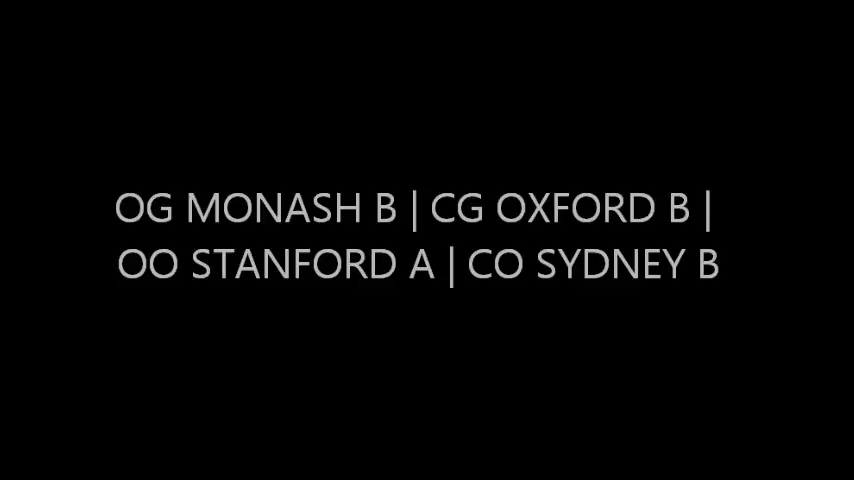 OG MONASH B | CG OXFORD B |
OO STANFORD A | CO SYDNEY B